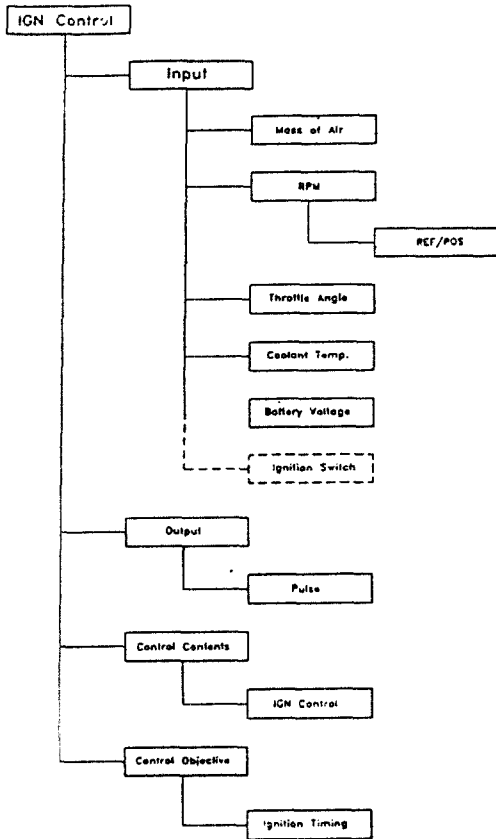 IGN Control
Input
Mass of Air
RPM
REF/POS
Throttle Angle
Coolant Temp.
Battery Voltage
Ignition Switch
Output
Pulse
Control Contents
IGN Control
Control Objective
Ignition Timing